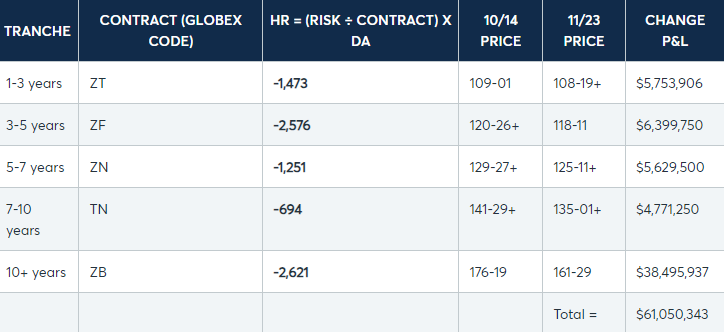 TRANCHE CONTRACT (GLOBEX CODE) HR = (RISK ÷ CONTRACT) X DA 10/14 PRICE 11/23 PRICE CHANGE P&L
1-3 years ZT -1,473 109-01 108-19+ $5,753,906
3-5 years ZF -2,576 120-26+ 118-11 $6,399,750
5-7 years ZN -1,251 129-27+ 125-11+ $5,629,500
7-10 years TN -694 141-29+ 135-01+ $4,771,250
10+ years ZB -2,621 176-19 161-29 $38,495,937
Total = $61,050,343